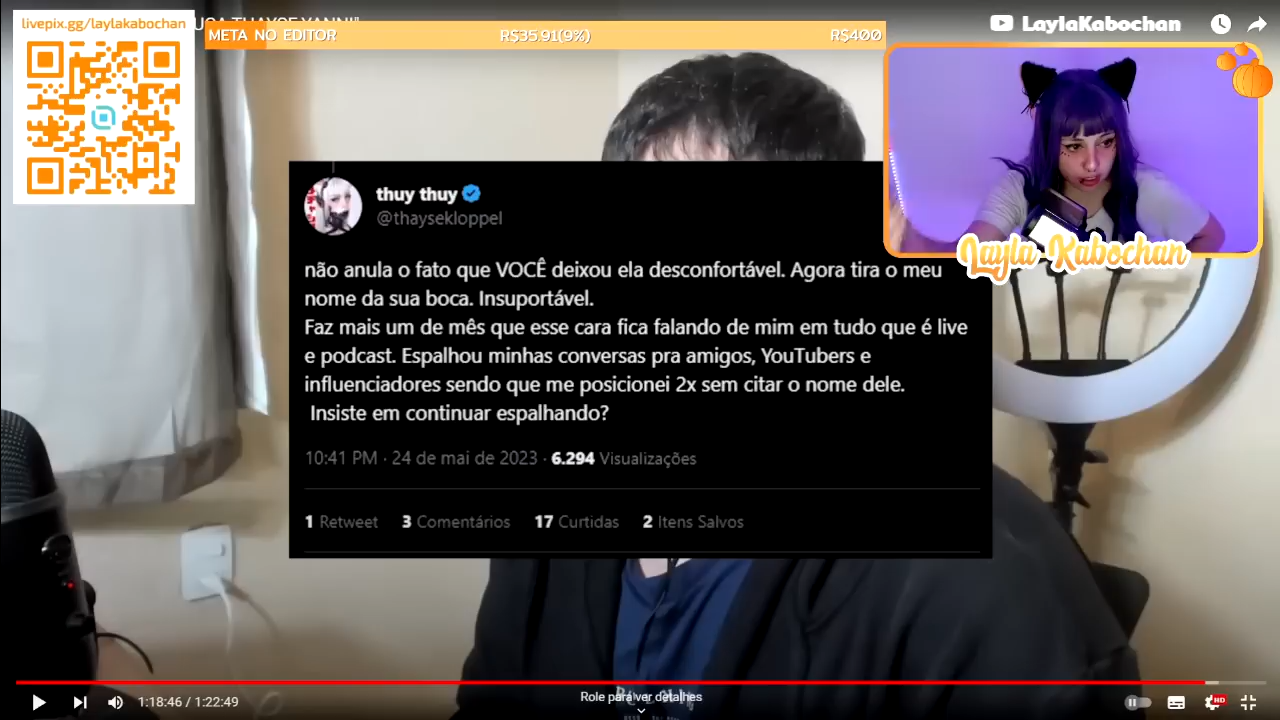 livepix.gg/laylakabochan
META NO EDITOR
R$35.91(9%)
R$400
LaylaKabochan
Layla Kabochan
thuy thuy
@thaysekloppel
não anula o fato que VOCÊ deixou ela desconfortável. Agora tira o meu
nome da sua boca. Insuportável.
Faz mais um de mês que esse cara fica falando de mim em tudo que é live
e podcast. Espalhou minhas conversas pra amigos, YouTubers e
influenciadores sendo que me posicionei 2x sem citar o nome dele.
Insiste em continuar espalhando?
10:41 PM · 24 de mai de 2023 · 6.294 Visualizações
1 Retweet 3 Comentários 17 Curtidas 2 Itens Salvos
1:18:46 / 1:22:49
Role para ver detalhes
HD